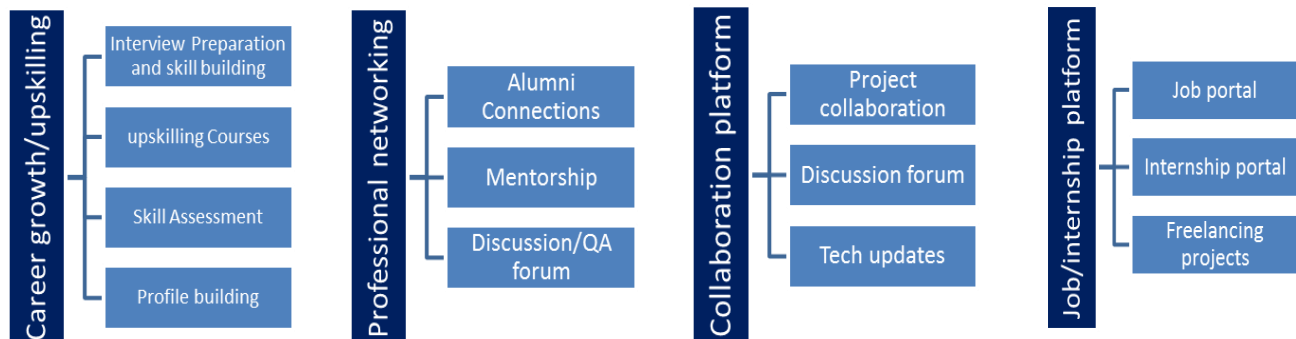 Career growth/upskilling
Interview Preparation
and skill building
upskilling Courses
Skill Assessment
Profile building
Professional networking
Alumni
Connections
Mentorship
Discussion/QA
forum
Collaboration platform
Project
collaboration
Discussion forum
Tech updates
Job/internship platform
Job portal
Internship portal
Freelancing
projects